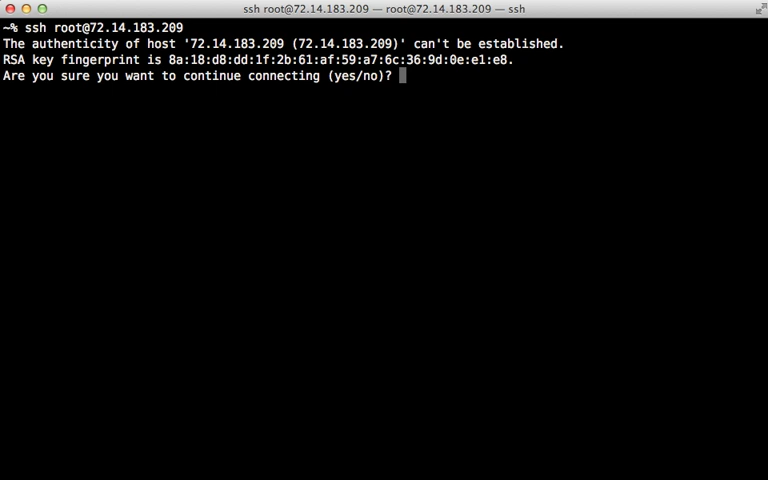 ssh root@72.14.183.209 — root@72.14.183.209 — ssh
~% ssh root@72.14.183.209
The authenticity of host '72.14.183.209 (72.14.183.209)' can't be established.
RSA key fingerprint is 8a:18:d8:dd:1f:2b:61:af:59:a7:6c:36:9d:0e:e1:e8.
Are you sure you want to continue connecting (yes/no)?